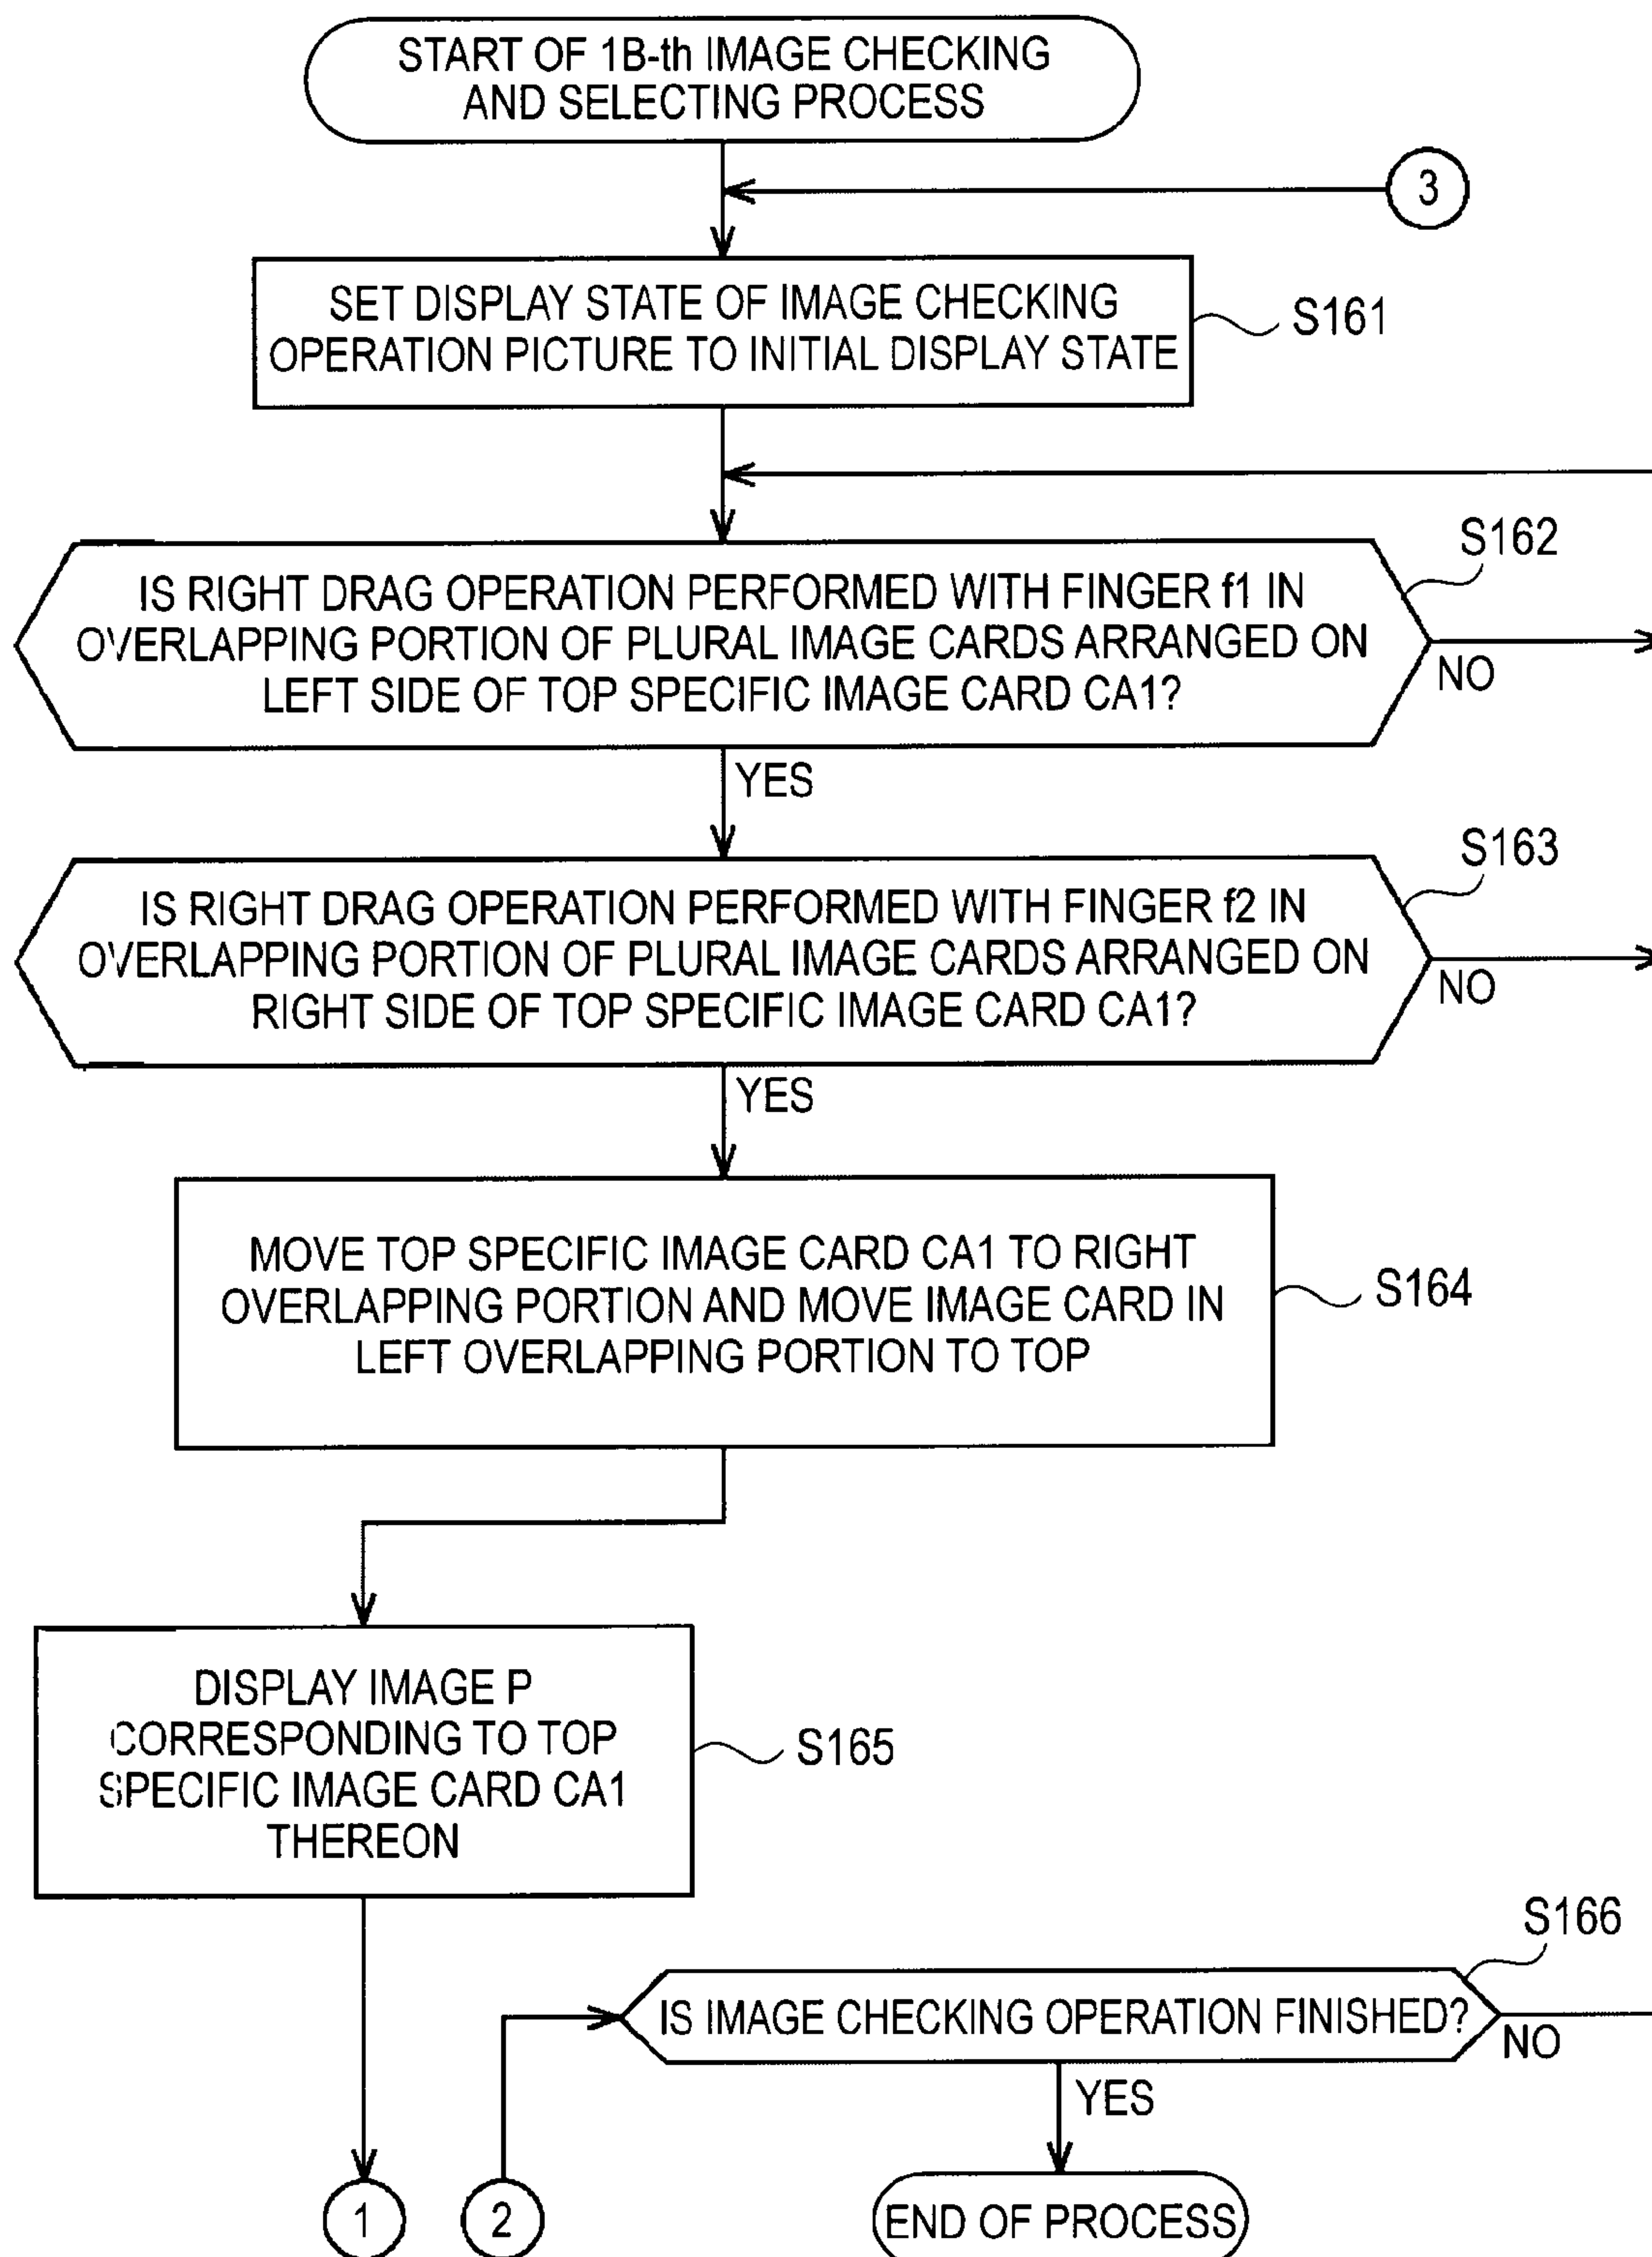 START OF 1B-th IMAGE CHECKING
AND SELECTING PROCESS
3
SET DISPLAY STATE OF IMAGE CHECKING
OPERATION PICTURE TO INITIAL DISPLAY STATE
S161
S162
IS RIGHT DRAG OPERATION PERFORMED WITH FINGER f1 IN
OVERLAPPING PORTION OF PLURAL IMAGE CARDS ARRANGED ON
LEFT SIDE OF TOP SPECIFIC IMAGE CARD CA1?
NO
YES
S163
IS RIGHT DRAG OPERATION PERFORMED WITH FINGER f2 IN
OVERLAPPING PORTION OF PLURAL IMAGE CARDS ARRANGED ON
RIGHT SIDE OF TOP SPECIFIC IMAGE CARD CA1?
NO
YES
MOVE TOP SPECIFIC IMAGE CARD CA1 TO RIGHT
OVERLAPPING PORTION AND MOVE IMAGE CARD IN
LEFT OVERLAPPING PORTION TO TOP
S164
DISPLAY IMAGE P
CORRESPONDING TO TOP
SPECIFIC IMAGE CARD CA1
THEREON
S165
S166
IS IMAGE CHECKING OPERATION FINISHED?
NO
YES
1
2
END OF PROCESS